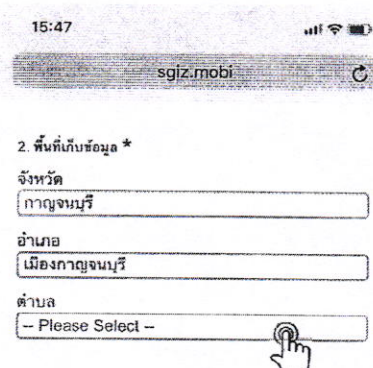 15:47
sgiz.mobi
2. พื้นที่เก็บข้อมูล *
จังหวัด
กาญจนบุรี
อำเภอ
เมืองกาญจนบุรี
ตำบล
-- Please Select --